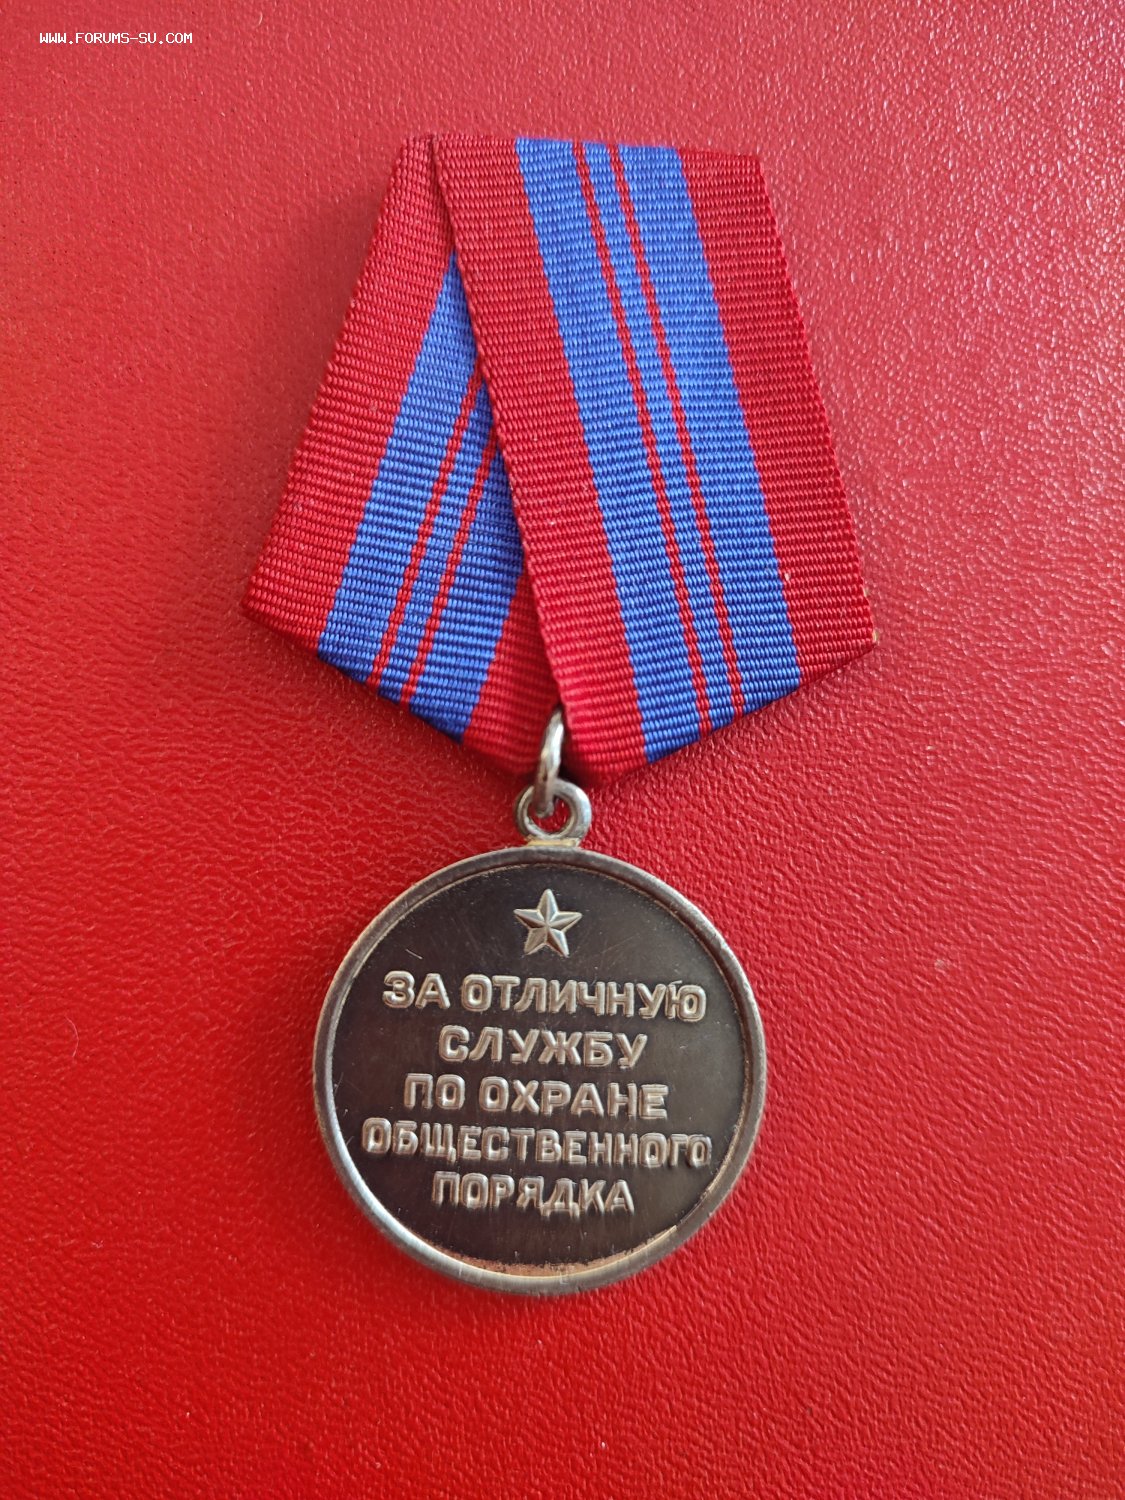 WWW.FORUMS-SU.COM
ЗА ОТЛИЧНУЮ
СЛУЖБУ
ПО ОХРАНЕ
ОБЩЕСТВЕННОГО
ПОРЯДКА